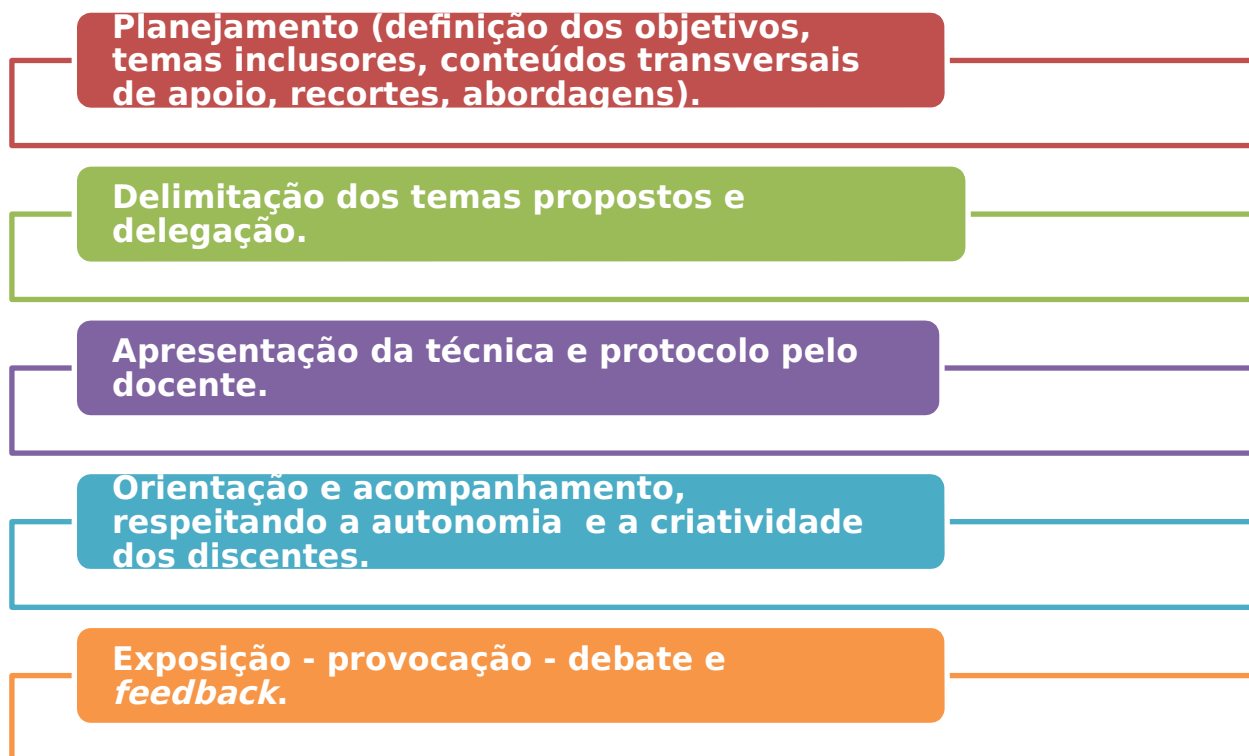 Planejamento (definição dos objetivos,
temas inclusores, conteúdos transversais
de apoio, recortes, abordagens).
Delimitação dos temas propostos e
delegação.
Apresentação da técnica e protocolo pelo
docente.
Orientação e acompanhamento,
respeitando a autonomia  e a criatividade
dos discentes.
Exposição - provocação - debate e
feedback.